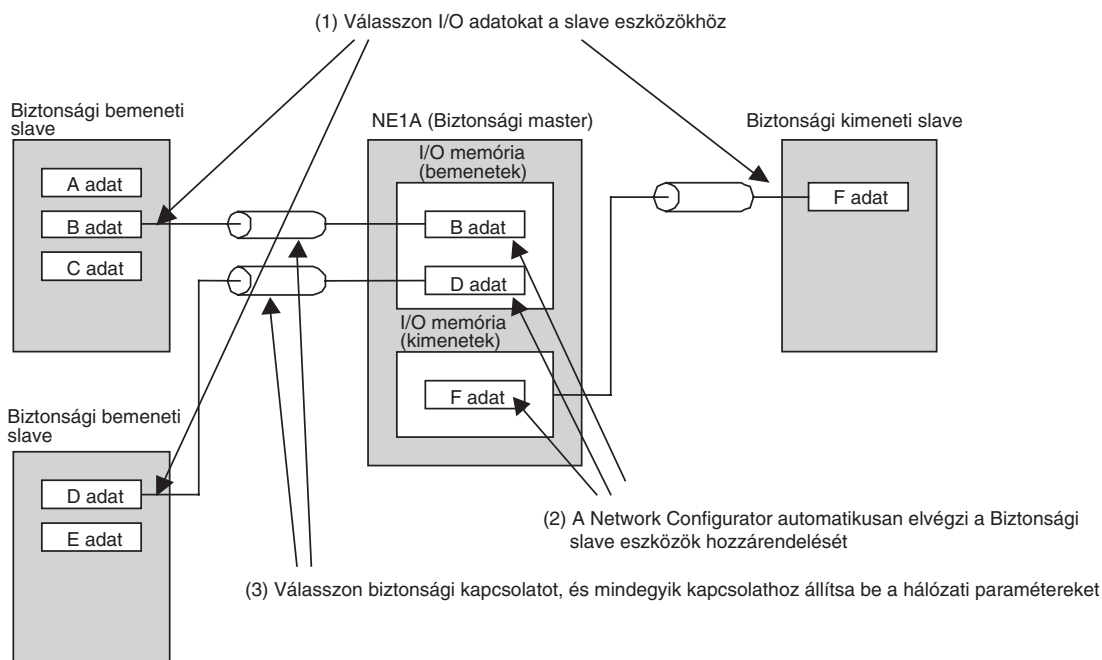 (1) Válasszon I/O adatokat a slave eszközökhöz
Biztonsági bemeneti
slave
A adat
B adat
C adat
NE1A (Biztonsági master)
I/O memória
(bemenetek)
B adat
D adat
I/O memória
(kimenetek)
F adat
Biztonsági kimeneti slave
F adat
Biztonsági bemeneti
slave
D adat
E adat
(2) A Network Configurator automatikusan elvégzi a Biztonsági
slave eszközök hozzárendelését
(3) Válasszon biztonsági kapcsolatot, és mindegyik kapcsolathoz állítsa be a hálózati paramétereket